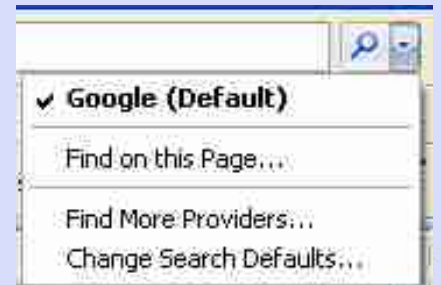 Google (Default)
Find on this Page...
Find More Providers...
Change Search Defaults...